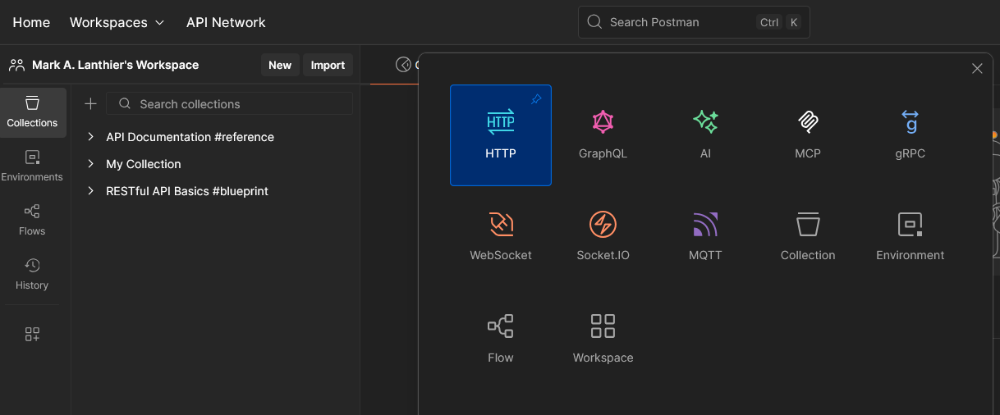 Home Workspaces API Network Search Postman Ctrl K
Mark A. Lanthier's Workspace New Import
Search collections
Collections
API Documentation #reference
My Collection
RESTful API Basics #blueprint
Environments
Flows
History
HTTP
HTTP GraphQL AI MCP gRPC
WebSocket Socket.IO MQTT Collection Environment
Flow Workspace